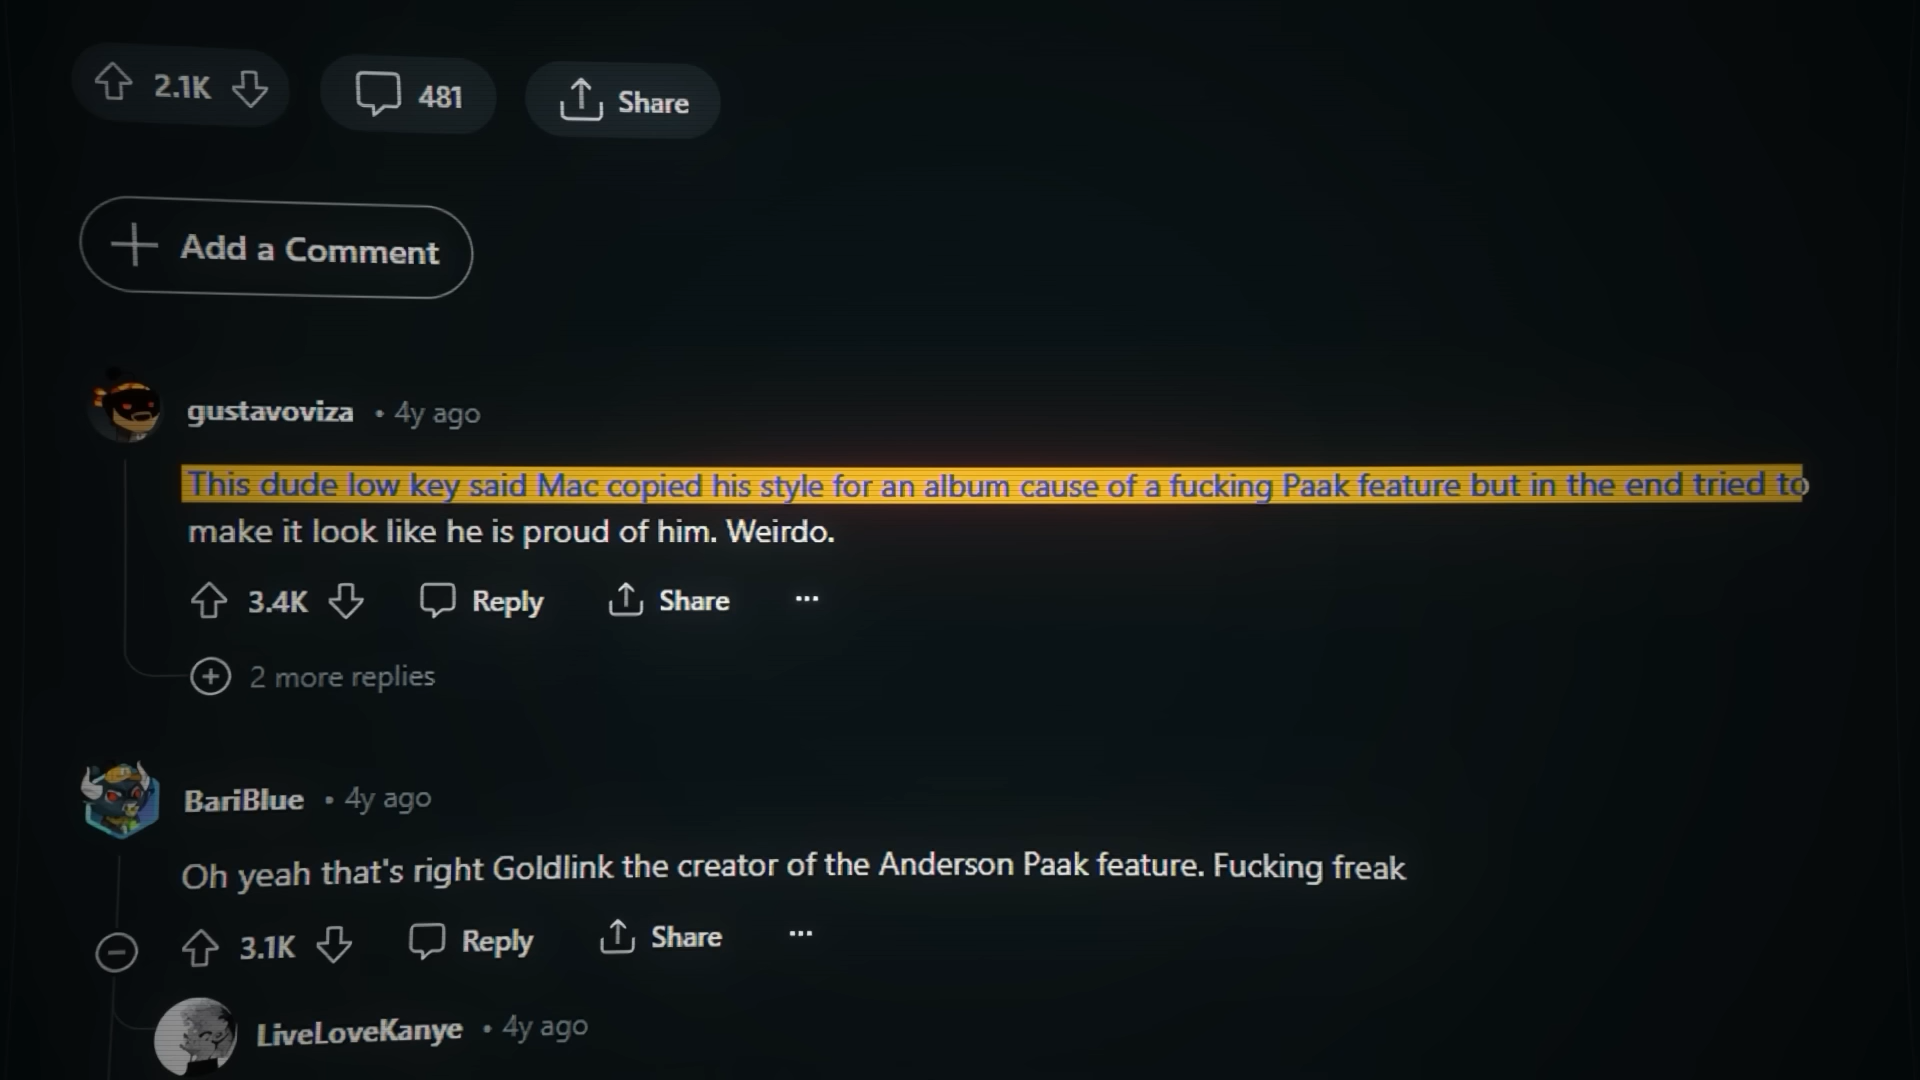 2.1K 481 Share
Add a Comment
gustavoviza • 4y ago
This dude low key said Mac copied his style for an album cause of a fucking Paak feature but in the end tried to
make it look like he is proud of him. Weirdo.
3.4K Reply Share ...
2 more replies
BariBlue • 4y ago
Oh yeah that's right Goldlink the creator of the Anderson Paak feature. Fucking freak
3.1K Reply Share ...
LiveLoveKanye • 4y ago